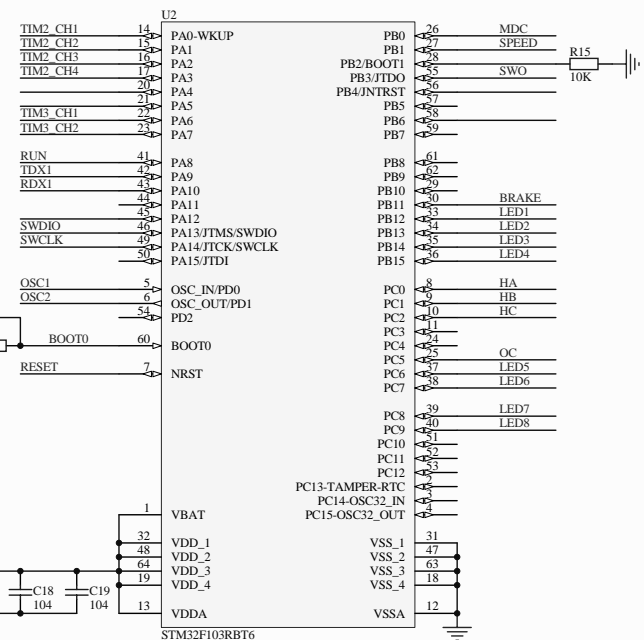 U2
TIM2_CH1 14 PA0-WKUP PB0 26 MDC
TIM2_CH2 15 PA1 PB1 27 SPEED
TIM2_CH3 16 PA2 PB2/BOOT1 28 R15
TIM2_CH4 17 PA3 PB3/JTDO 55 SWO 10K
20 PA4 PB4/JNTRST 56
21 PA5 PB5 57
TIM3_CH1 22 PA6 PB6 58
TIM3_CH2 23 PA7 PB7 59
RUN 41 PA8 PB8 61
TDX1 42 PA9 PB9 62
RDX1 43 PA10 PB10 29
44 PA11 PB11 30 BRAKE
45 PA12 PB12 33 LED1
SWDIO 46 PA13/JTMS/SWDIO PB13 34 LED2
SWCLK 49 PA14/JTCK/SWCLK PB14 35 LED3
50 PA15/JTDI PB15 36 LED4
OSC1 5 OSC_IN/PD0 PC0 8 HA
OSC2 6 OSC_OUT/PD1 PC1 9 HB
54 PD2 PC2 10 HC
PC3 11
BOOT0 60 BOOT0 PC4 24
PC5 25 OC
RESET 7 NRST PC6 37 LED5
PC7 38 LED6
PC8 39 LED7
PC9 40 LED8
PC10 51
PC11 52
PC12 53
PC13-TAMPER-RTC 2
PC14-OSC32_IN 3
1 VBAT PC15-OSC32_OUT 4
32 VDD_1 VSS_1 31
48 VDD_2 VSS_2 47
64 VDD_3 VSS_3 63
19 VDD_4 VSS_4 18
C18 C19
104 104
13 VDDA VSSA 12
STM32F103RBT6